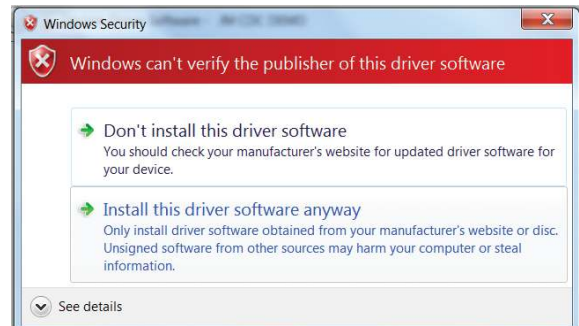 Windows Security
Windows can't verify the publisher of this driver software
Don't install this driver software
You should check your manufacturer's website for updated driver software for
your device.
Install this driver software anyway
Only install driver software obtained from your manufacturer's website or disc.
Unsigned software from other sources may harm your computer or steal
information.
See details